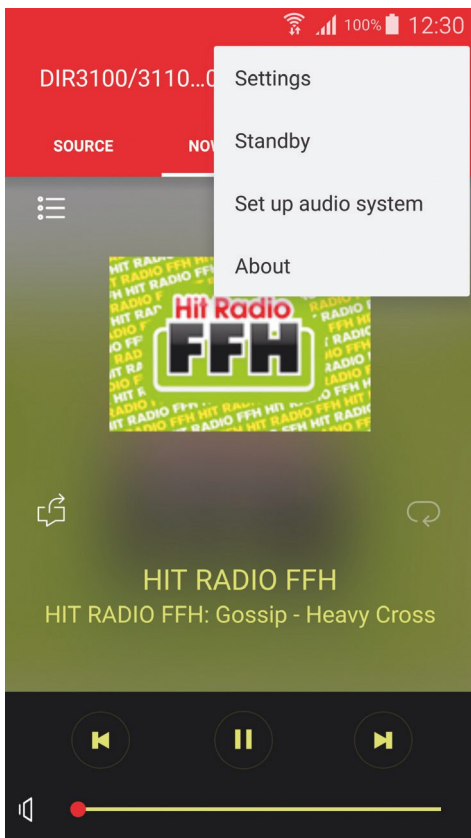 100% 12:30
DIR3100/3110...0
Settings
SOURCE NOW
Standby
Set up audio system
About
Hit Radio
FFH
HIT RADIO FFH
HIT RADIO FFH: Gossip - Heavy Cross